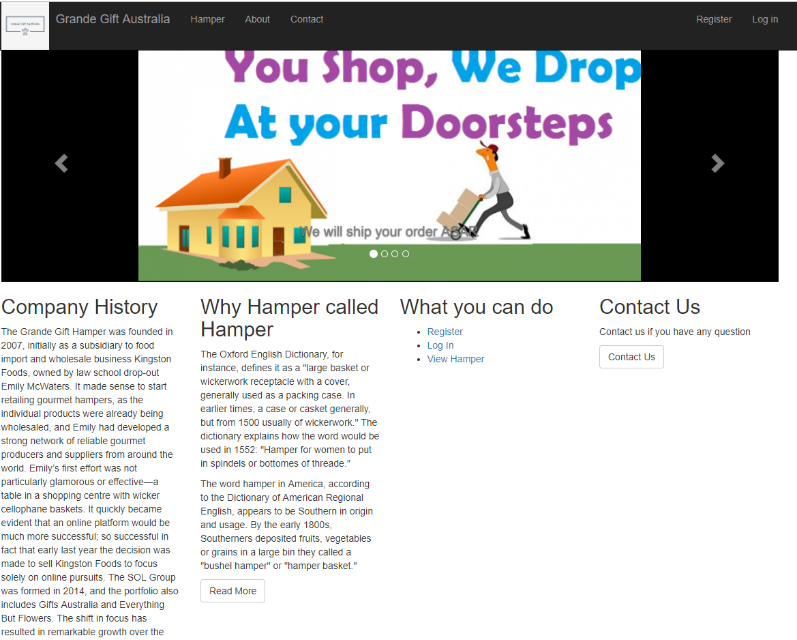 Grande Gift Australia
Hamper
About
Contact
Register
Log in
You Shop, We Drop
At your Doorsteps
We will ship your order ASAP
Company History
The Grande Gift Hamper was founded in
2007, initially as a subsidiary to food
import and wholesale business Kingston
Foods, owned by law school drop-out
Emily McWaters. It made sense to start
retailing gourmet hampers, as the
individual products were already being
wholesaled, and Emily had developed a
strong network of reliable gourmet
producers and suppliers from around the
world. Emily's first effort was not
particularly glamorous or effective—a
table in a shopping centre with wicker
cellophane baskets. It quickly became
evident that an online platform would be
much more successful; so successful in
fact that early last year the decision was
made to sell Kingston Foods to focus
solely on online pursuits. The SOL Group
was formed in 2014, and the portfolio also
includes Gifts Australia and Everything
But Flowers. The shift in focus has
resulted in remarkable growth over the
Why Hamper called
Hamper
The Oxford English Dictionary, for
instance, defines it as a "large basket or
wickerwork receptacle with a cover,
generally used as a packing case. In
earlier times, a case or casket generally,
but from 1500 usually of wickerwork." The
dictionary explains how the word would be
used in 1552: "Hamper for women to put
in spindels or bottomes of threade."
The word hamper in America, according
to the Dictionary of American Regional
English, appears to be Southern in origin
and usage. By the early 1800s,
Southerners deposited fruits, vegetables
or grains in a large bin they called a
"bushel hamper" or "hamper basket."
Read More
What you can do
Register
Log In
View Hamper
Contact Us
Contact us if you have any question
Contact Us